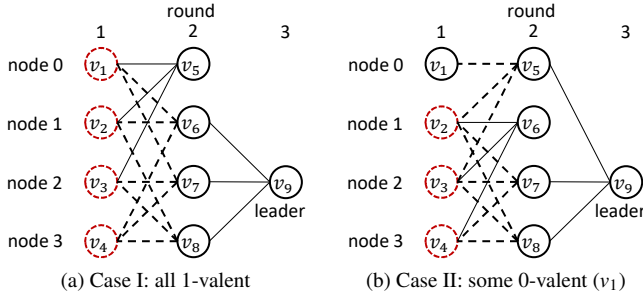 round
1 2 3
node 0 v₁ v₅
node 1 v₂ v₆
node 2 v₃ v₇ v₉
leader
node 3 v₄ v₈
(a) Case I: all 1-valent
round
1 2 3
node 0 v₁ v₅
node 1 v₂ v₆
node 2 v₃ v₇ v₉
leader
node 3 v₄ v₈
(b) Case II: some 0-valent (v₁)